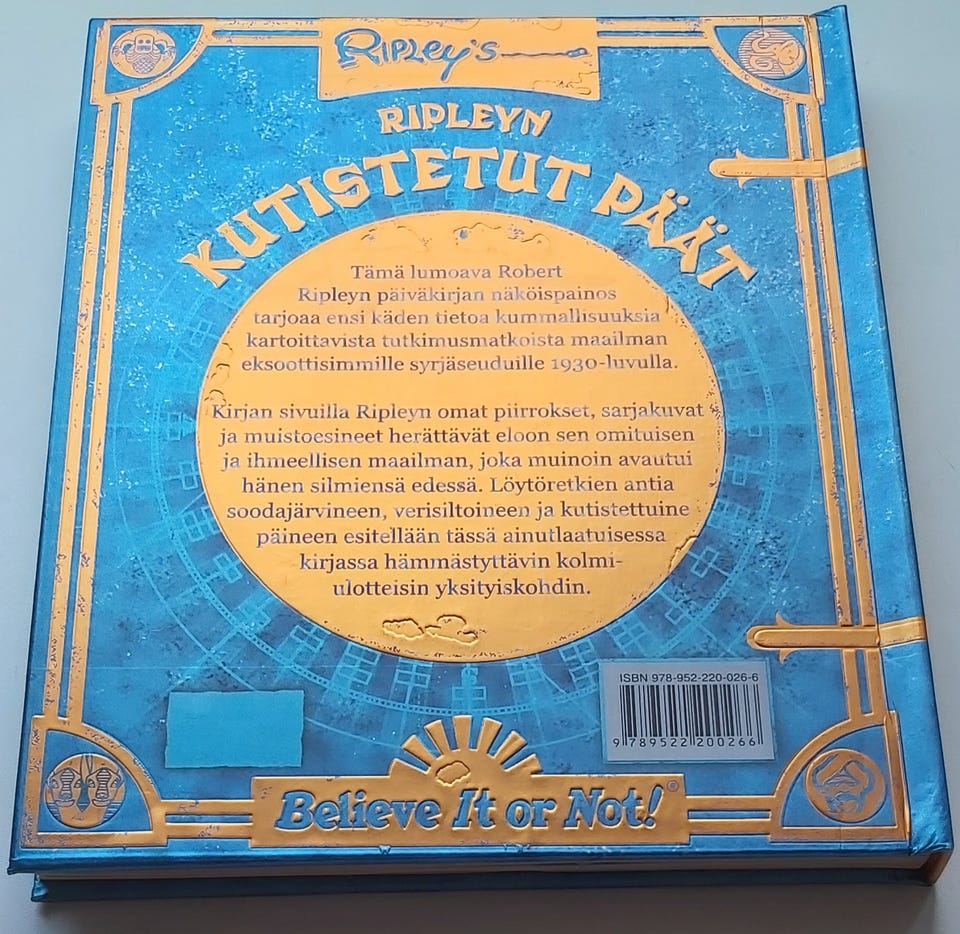 Ripley's
RIPLEYN
KUTISTETUT PÄÄT
Tämä lumoava Robert
Ripleyn päiväkirjan näköispainos
tarjoaa ensi käden tietoa kummallisuuksia
kartoittavista tutkimusmatkoista maailman
eksoottisimmille syrjäseuduille 1930-luvulla.
Kirjan sivuilla Ripleyn omat piirrokset, sarjakuvat
ja muistoesineet herättävät eloon sen omituisen
ja ihmeellisen maailman, joka muinoin avautui
hänen silmiensä edessä. Löytöretkien antia
soodajärvineen, verisiltoineen ja kutistettuine
päineen esitellään tässä ainutlaatuisessa
kirjassa hämmästyttävin kolmi-
ulotteisin yksityiskohdin.
ISBN 978-952-220-026-6
9 789522 200266
Believe It or Not!®